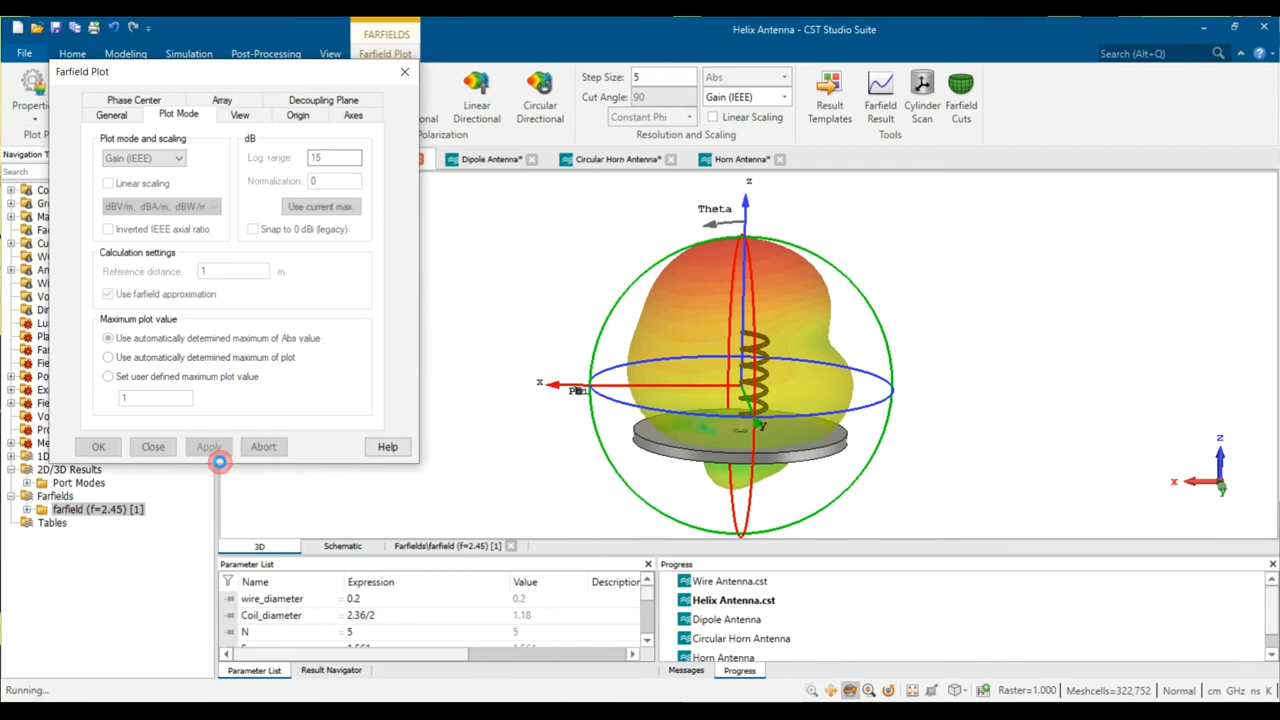 FARFIELDS
Helix Antenna - CST Studio Suite
File
Home
Modeling
Simulation
Post-Processing
View
Farfield Plot
Search (Alt+Q)
Farfield Plot
Phase Center
Array
Decoupling Plane
General
Plot Mode
View
Origin
Axes
Plot mode and scaling
Gain (IEEE)
Linear scaling
dBV/m, dBA/m, dBW/m
Inverted IEEE axial ratio
dB
Log. range: 15
Normalization: 0
Use current max.
Snap to 0 dBi (legacy)
Calculation settings
Reference distance: 1 m
Use farfield approximation
Maximum plot value
Use automatically determined maximum of Abs value
Use automatically determined maximum of plot
Set user defined maximum plot value
1
OK
Close
Apply
Abort
Help
Properti
Plot P
Navigation T
Search
Linear
Directional
Circular
Directional
Polarization
Step Size: 5
Cut Angle: 90
Constant Phi
Abs
Gain (IEEE)
Linear Scaling
Resolution and Scaling
Result
Templates
Farfield
Result
Cylinder
Scan
Farfield
Cuts
Tools
Dipole Antenna*
Circular Horn Antenna*
Horn Antenna*
z
Theta
x
y
z
x
y
2D/3D Results
Port Modes
Farfields
farfield (f=2.45) [1]
Tables
3D
Schematic
Farfields\farfield (f=2.45) [1]
Parameter List
Name
Expression
Value
Description
wire_diameter
= 0.2
0.2
Coil_diameter
= 2.36/2
1.18
N
= 5
5
Parameter List
Result Navigator
Progress
Wire Antenna.cst
Helix Antenna.cst
Dipole Antenna
Circular Horn Antenna
Horn Antenna
Messages
Progress
Running...
Raster=1.000
Meshcells=322,752
Normal
cm GHz ns K